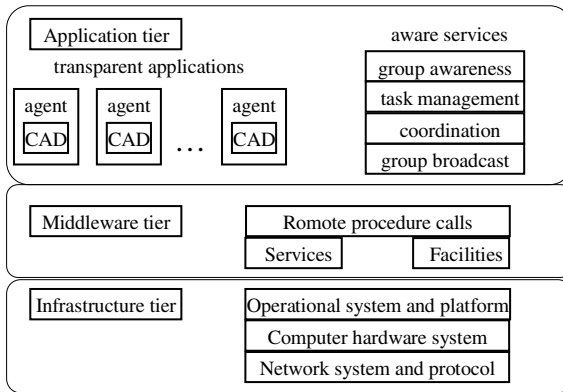 Application tier
aware services
transparent applications
group awareness
task management
coordination
group broadcast
agent
CAD
agent
CAD
...
agent
CAD
Middleware tier
Romote procedure calls
Services
Facilities
Infrastructure tier
Operational system and platform
Computer hardware system
Network system and protocol